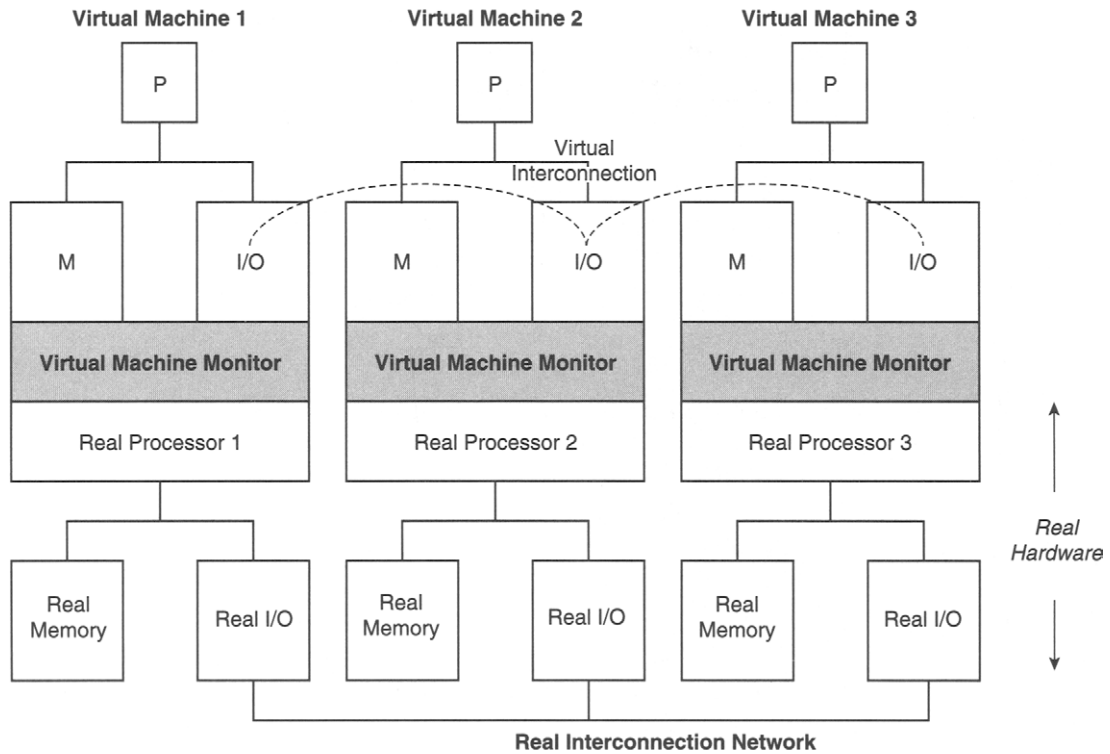 Virtual Machine 1
Virtual Machine 2
Virtual Machine 3
P
P
P
Virtual
Interconnection
M
I/O
M
I/O
M
I/O
Virtual Machine Monitor
Virtual Machine Monitor
Virtual Machine Monitor
Real Processor 1
Real Processor 2
Real Processor 3
Real
Hardware
Real
Memory
Real I/O
Real
Memory
Real I/O
Real
Memory
Real I/O
Real Interconnection Network